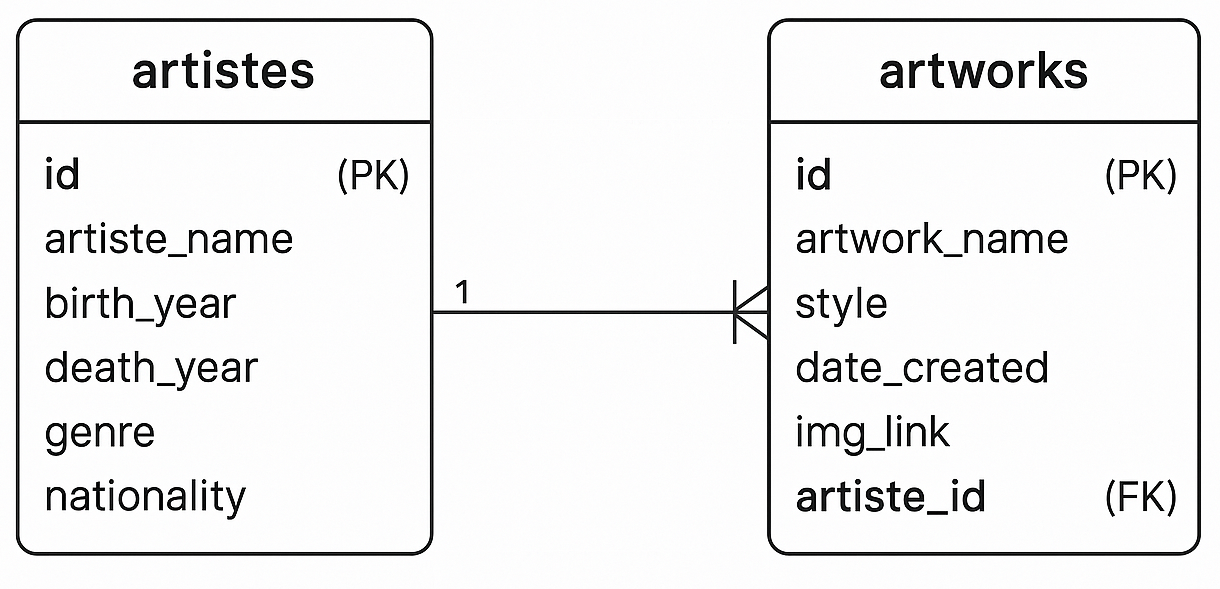 artistes
id (PK)
artiste_name
birth_year
death_year
genre
nationality
1
artworks
id (PK)
artwork_name
style
date_created
img_link
artiste_id (FK)